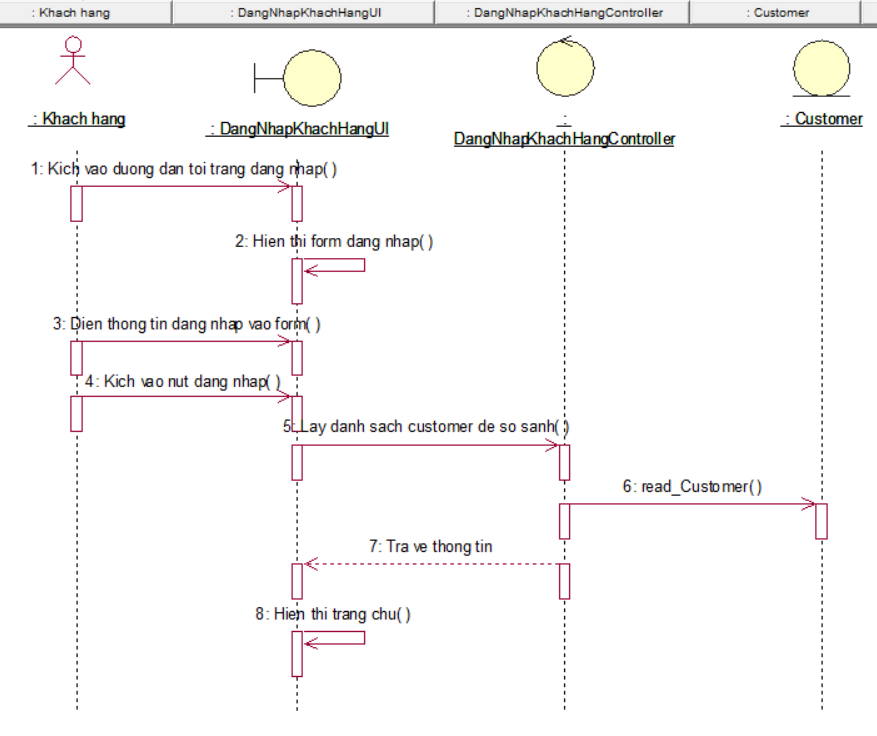 : Khach hang
: DangNhapKhachHangUI
: DangNhapKhachHangController
: Customer
: Khach hang
: DangNhapKhachHangUI
:
DangNhapKhachHangController
: Customer
1: Kich vao duong dan toi trang dang nhap( )
2: Hien thi form dang nhap( )
3: Dien thong tin dang nhap vao form( )
4: Kich vao nut dang nhap( )
5: Lay danh sach customer de so sanh( )
6: read_Customer( )
7: Tra ve thong tin
8: Hien thi trang chu( )